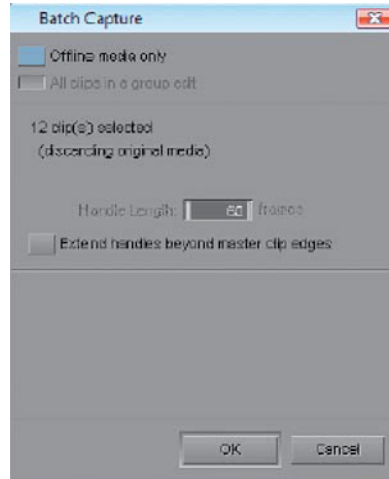 Batch Capture
Offline media only
All clips in a group edit
12 clip(s) selected
(discarding original media)
Handle Length: 60 frames
Extend handles beyond master clip edges
OK
Cancel